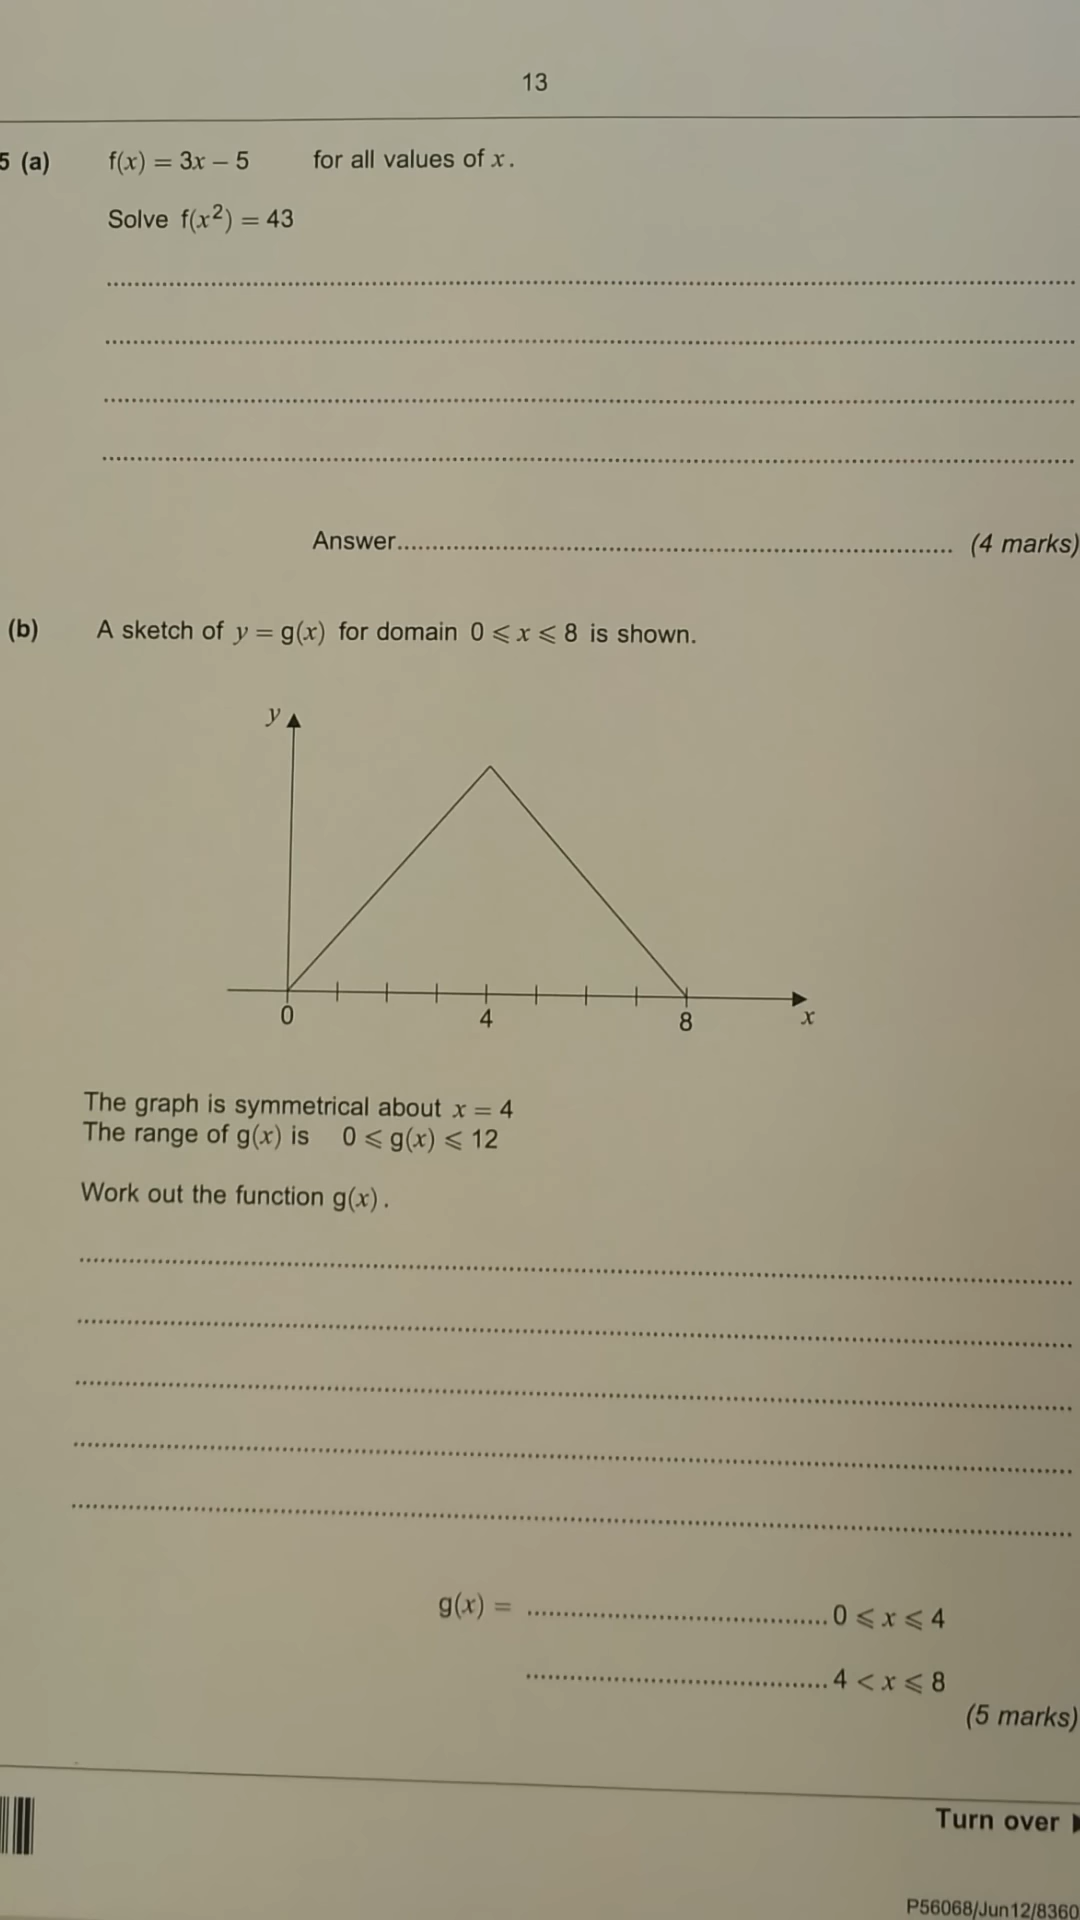 13
5 (a) f(x) = 3x – 5 for all values of x.
Solve f(x²) = 43
Answer (4 marks)
(b) A sketch of y = g(x) for domain 0 ⩽ x ⩽ 8 is shown.
y
0 4 8 x
The graph is symmetrical about x = 4
The range of g(x) is 0 ⩽ g(x) ⩽ 12
Work out the function g(x).
g(x) = 0 ⩽ x ⩽ 4
4 < x ⩽ 8
(5 marks)
Turn over
P56068/Jun12/8360